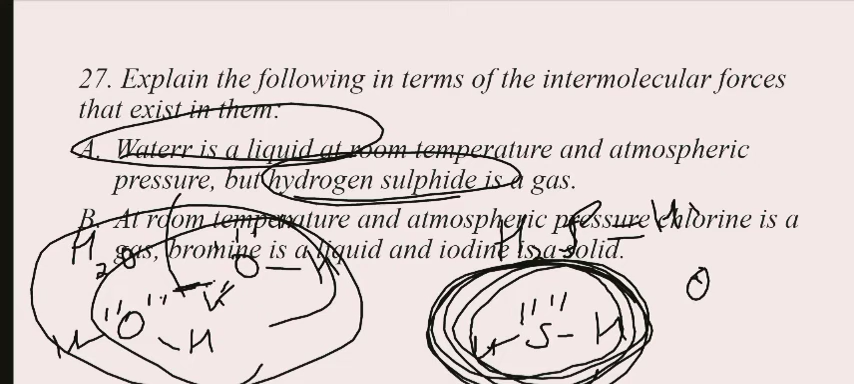 27. Explain the following in terms of the intermolecular forces
that exist in them:
A. Waterr is a liquid at room temperature and atmospheric
pressure, but hydrogen sulphide is a gas.
B. At room temperature and atmospheric pressure chlorine is a
gas, bromine is a liquid and iodine is a solid.
H2O
O — H
O
H
S — H